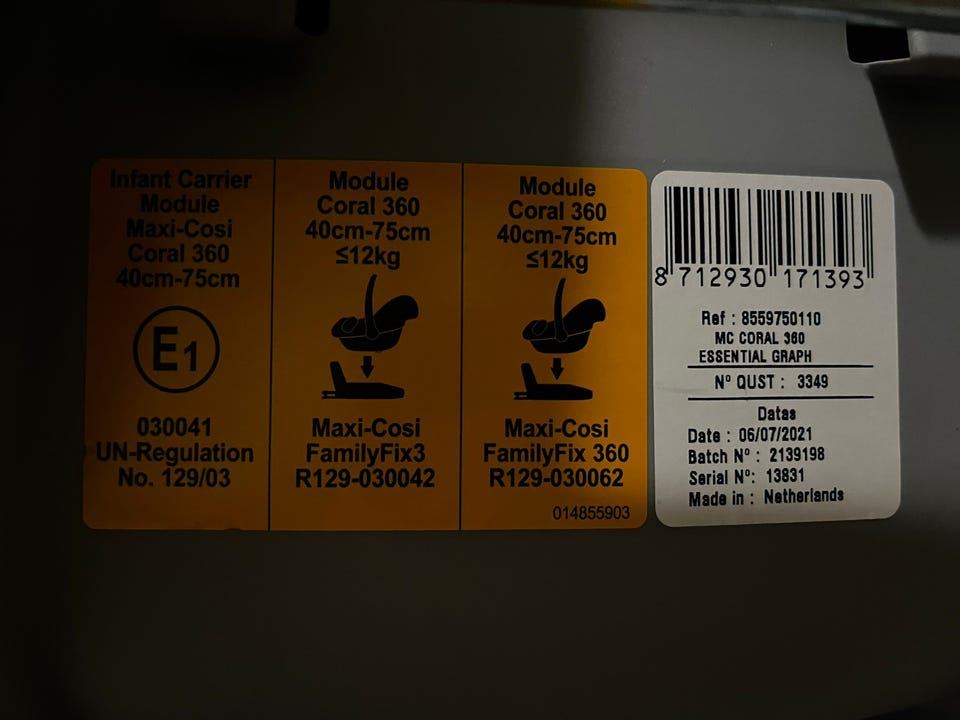 Infant Carrier
Module
Maxi-Cosi
Coral 360
40cm-75cm
E1
030041
UN-Regulation
No. 129/03
Module
Coral 360
40cm-75cm
≤12kg
Maxi-Cosi
FamilyFix3
R129-030042
Module
Coral 360
40cm-75cm
≤12kg
Maxi-Cosi
FamilyFix 360
R129-030062
014855903
8 712930 171393
Ref : 8559750110
MC CORAL 360
ESSENTIAL GRAPH
Nº QUST : 3349
Datas
Date : 06/07/2021
Batch Nº : 2139198
Serial Nº: 13831
Made in : Netherlands